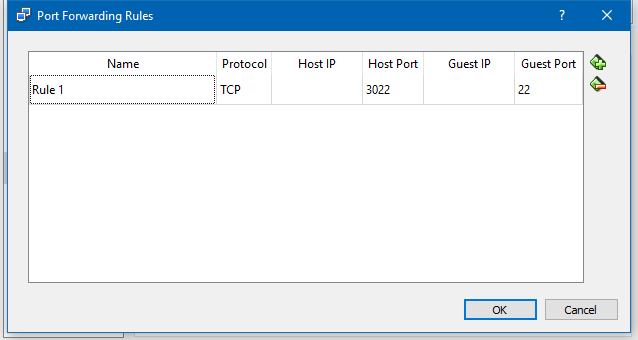 Port Forwarding Rules
?
Name Protocol Host IP Host Port Guest IP Guest Port
Rule 1 TCP 3022 22
OK Cancel